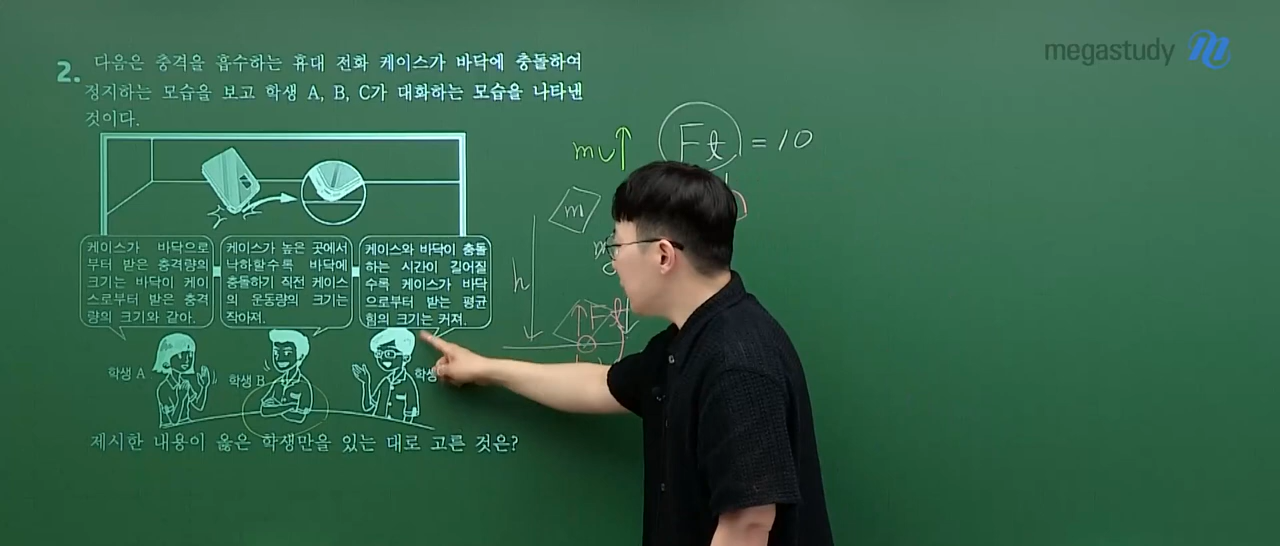 megastudy
2. 다음은 충격을 흡수하는 휴대 전화 케이스가 바닥에 충돌하여
정지하는 모습을 보고 학생 A, B, C가 대화하는 모습을 나타낸
것이다.
케이스가 바닥으로
부터 받은 충격량의
크기는 바닥이 케이
스로부터 받은 충격
량의 크기와 같아.
케이스가 높은 곳에서
낙하할수록 바닥에
충돌하기 직전 케이스
의 운동량의 크기는
작아져.
케이스와 바닥이 충돌
하는 시간이 길어질
수록 케이스가 바닥
으로부터 받는 평균
힘의 크기는 커져.
학생 A
학생 B
학생
제시한 내용이 옳은 학생만을 있는 대로 고른 것은?
mv↑
Ft = 10
m
h
F